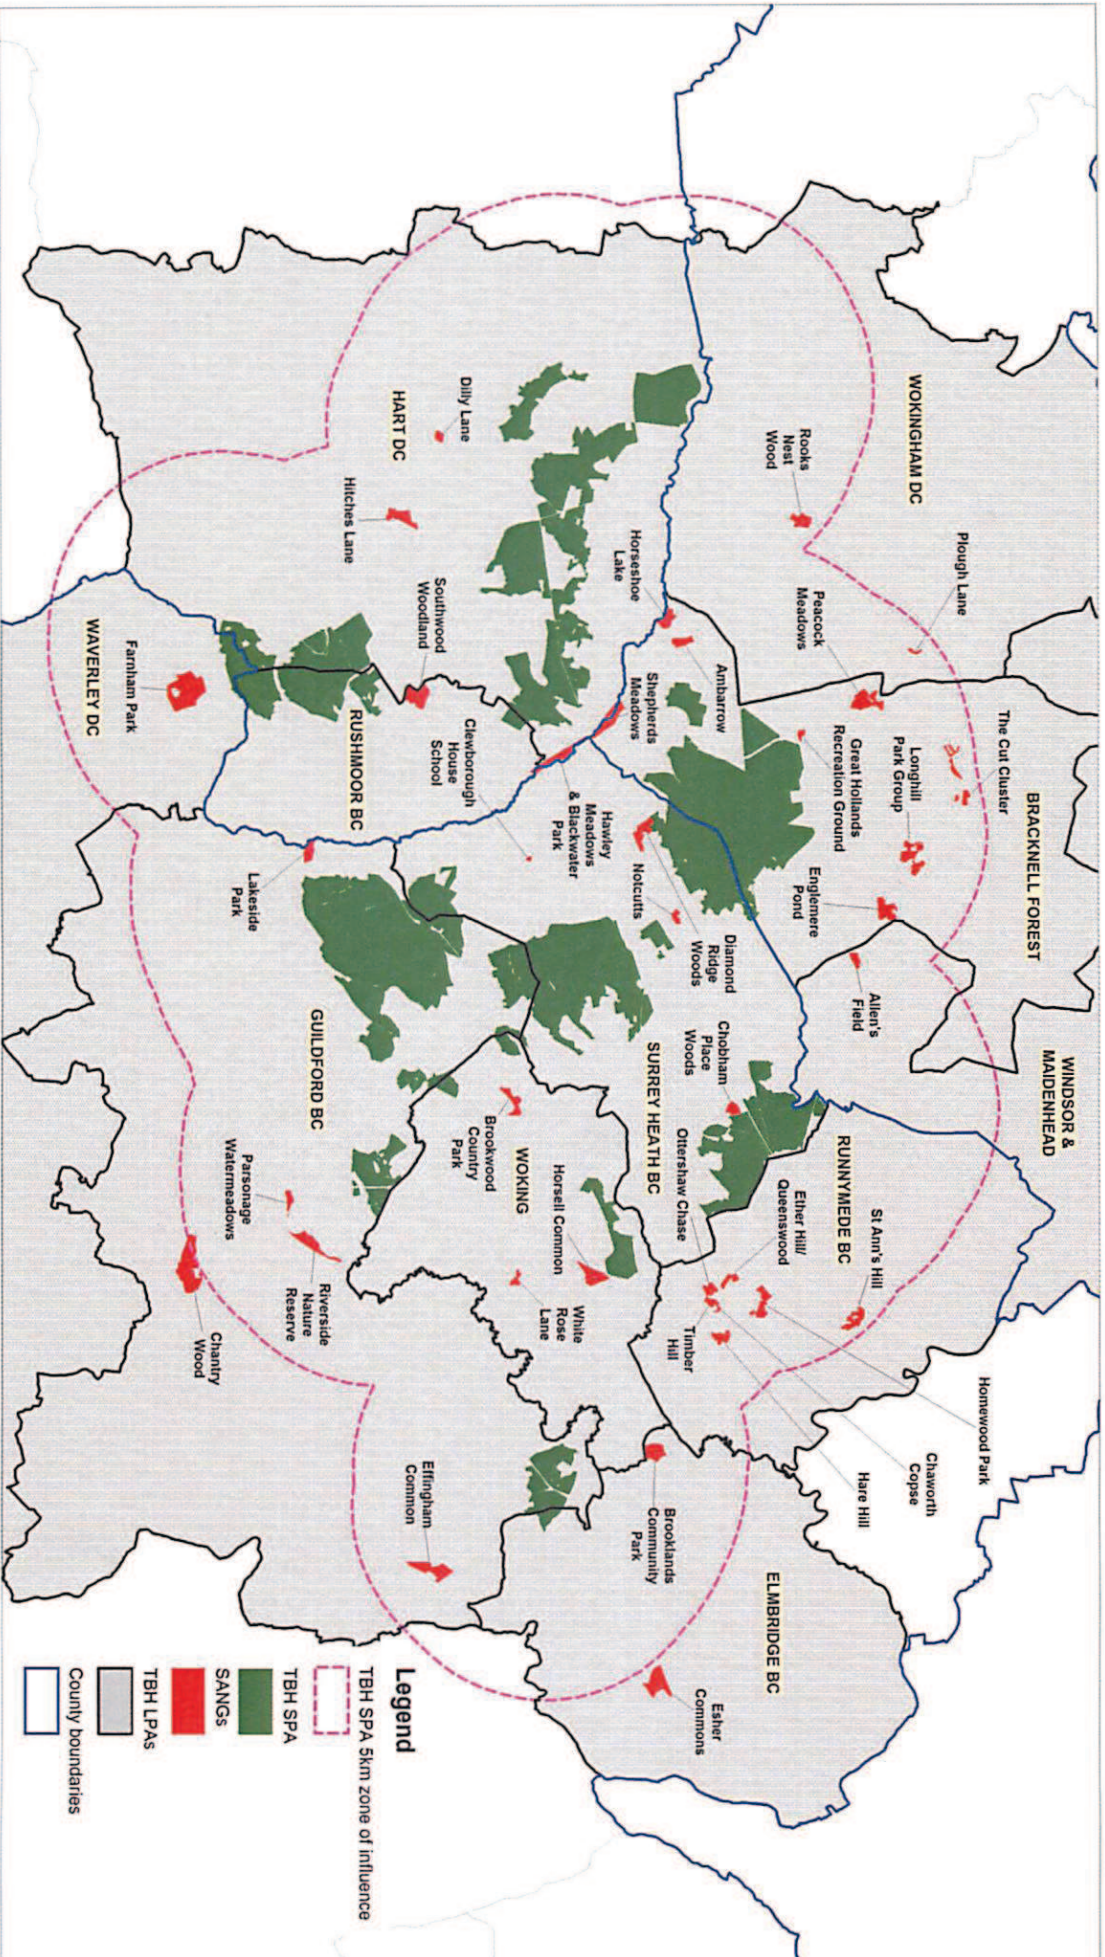 WOKINGHAM DC
Rooks
Nest
Wood
Plough Lane
Peacock
Meadows
The Cut Cluster
BRACKNELL FOREST
Longhill
Park Group
Great Hollands
Recreation Ground
Englemere
Pond
Allen's
Field
WINDSOR &
MAIDENHEAD
Horseshoe
Lake
Ambarrow
Shepherds
Meadows
Hawley
Meadows
& Blackwater
Park
Notcutts
Diamond
Ridge
Woods
Chobham
Place
Woods
SURREY HEATH BC
RUNNYMEDE BC
St Ann's Hill
Ether Hill/
Queenswood
Ottershaw Chase
Timber
Hill
Homewood Park
Chaworth
Copse
Hare Hill
HART DC
Dilly Lane
Hitches Lane
Southwood
Woodland
Clewborough
House
School
RUSHMOOR BC
Farnham Park
WAVERLEY DC
Lakeside
Park
GUILDFORD BC
Brookwood
Country
Park
WOKING
Horsell Common
White
Rose
Lane
Parsonage
Watermeadows
Riverside
Nature
Reserve
Chantry
Wood
Effingham
Common
Brooklands
Community
Park
ELMBRIDGE BC
Esher
Commons
Legend
TBH SPA 5km zone of influence
TBH SPA
SANGs
TBH LPAs
County boundaries